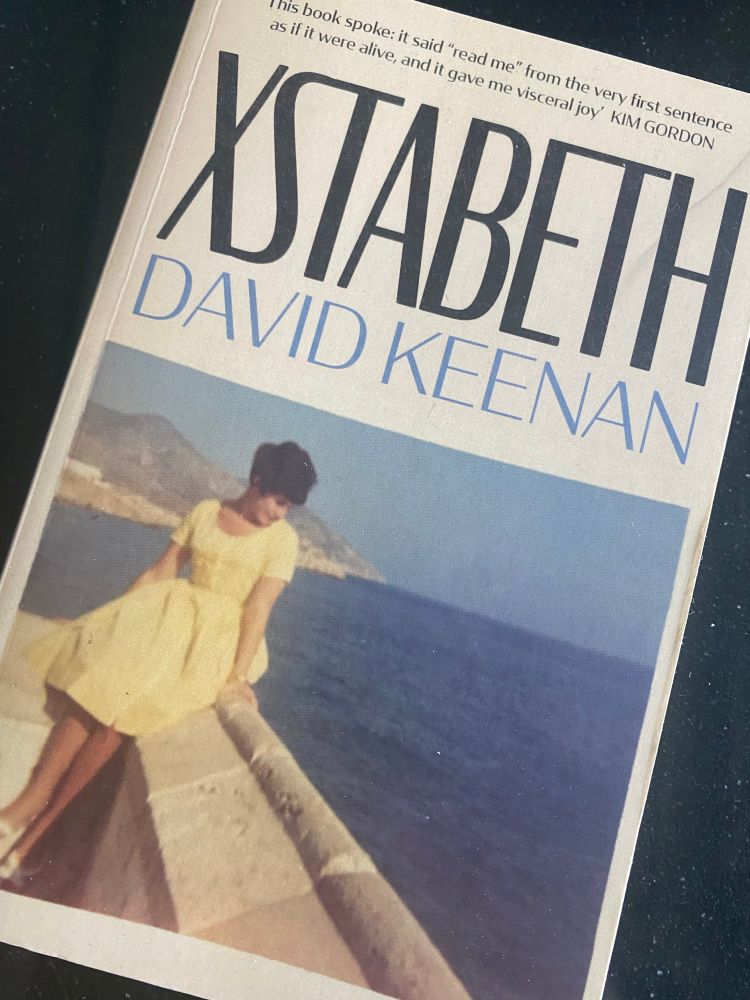 This book spoke: it said “read me” from the very first sentence
as if it were alive, and it gave me visceral joy’ KIM GORDON
XSTABETH
DAVID KEENAN